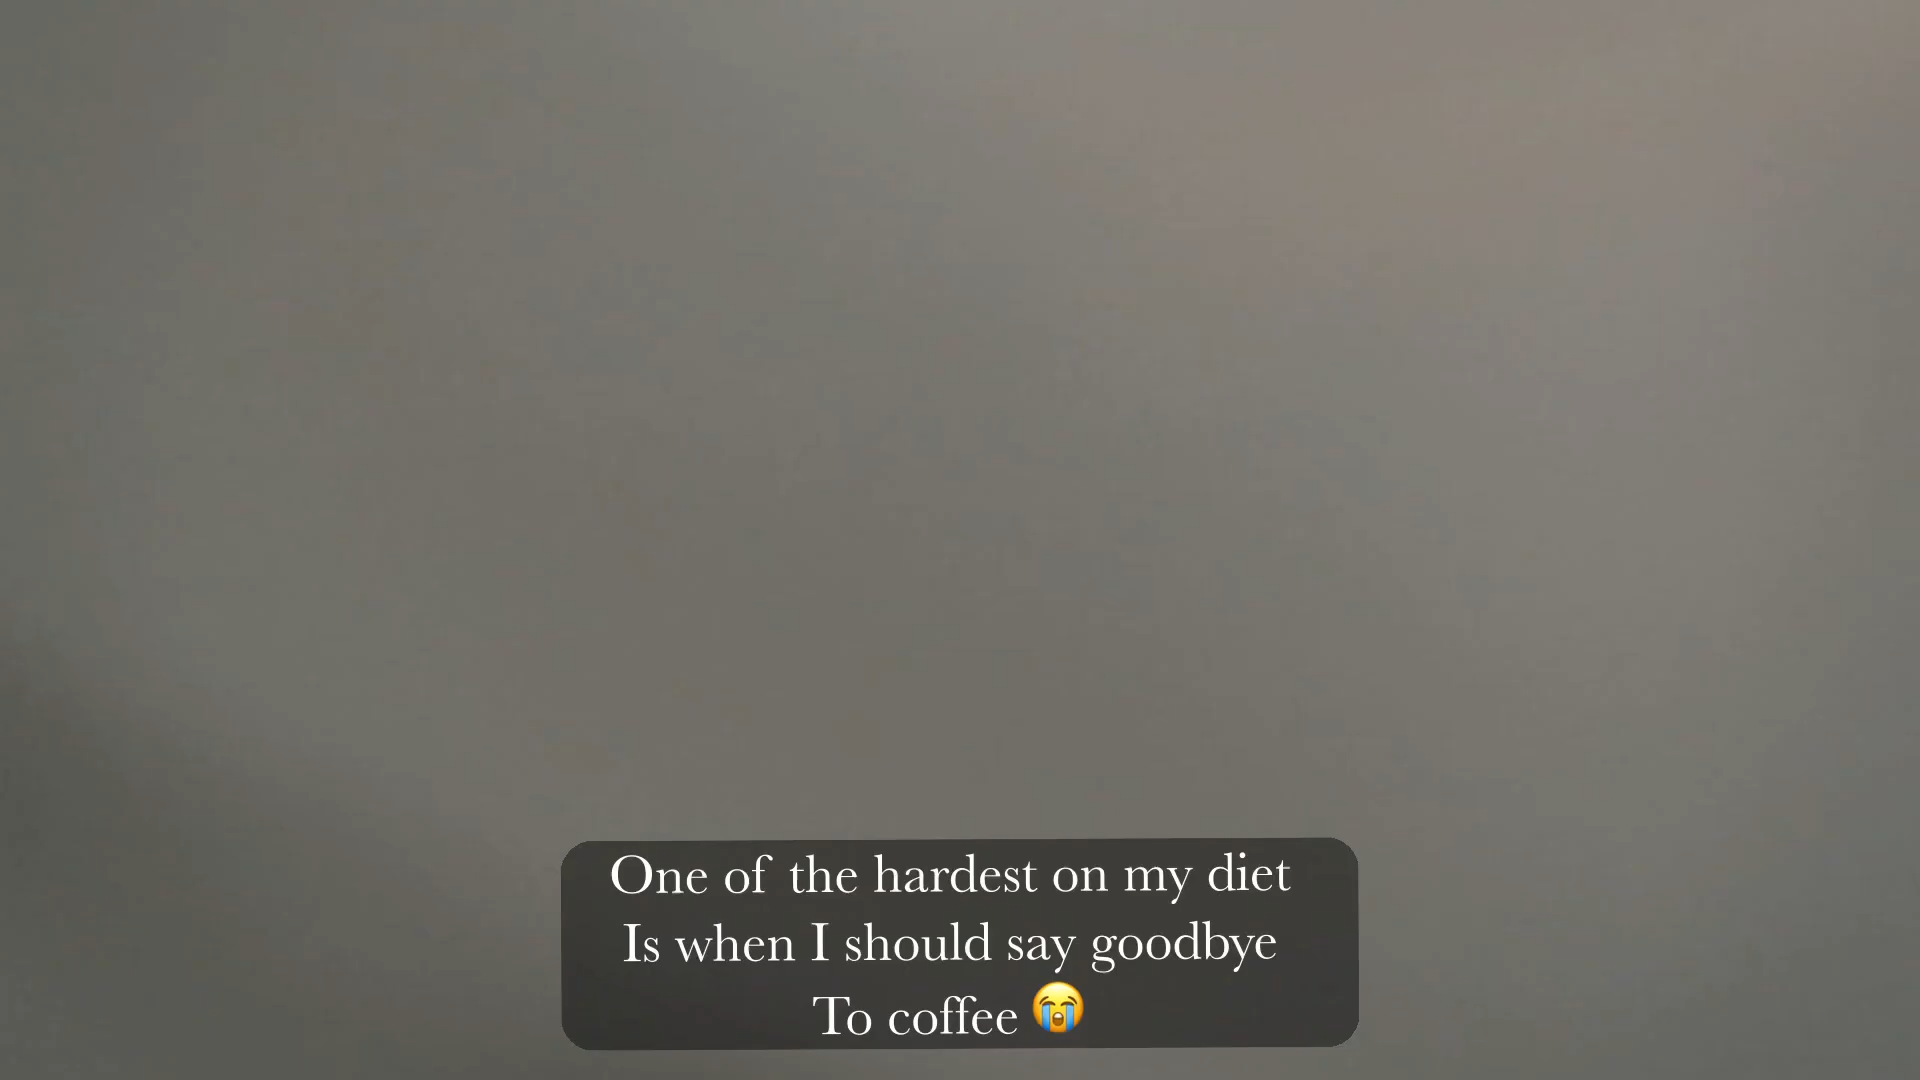 One of the hardest on my diet
Is when I should say goodbye
To coffee 😭